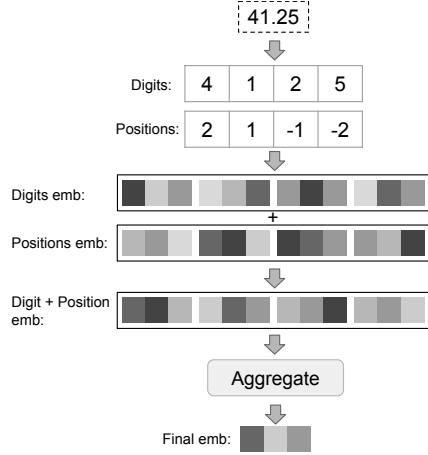 41.25
Digits: 4 1 2 5
Positions: 2 1 -1 -2
Digits emb:
+
Positions emb:
Digit + Position
emb:
Aggregate
Final emb: